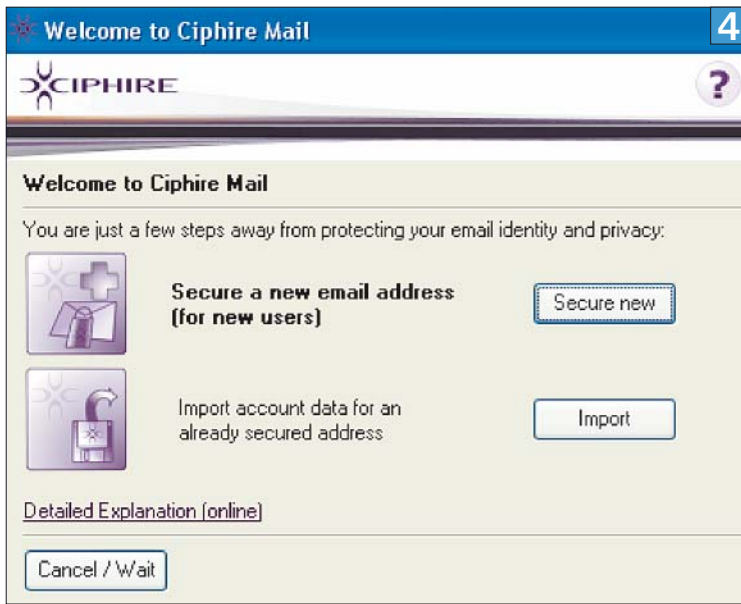 Welcome to Ciphire Mail
4
CIPHIRE
?
Welcome to Ciphire Mail
You are just a few steps away from protecting your email identity and privacy:
Secure a new email address
(for new users)
Secure new
Import account data for an
already secured address
Import
Detailed Explanation (online)
Cancel / Wait